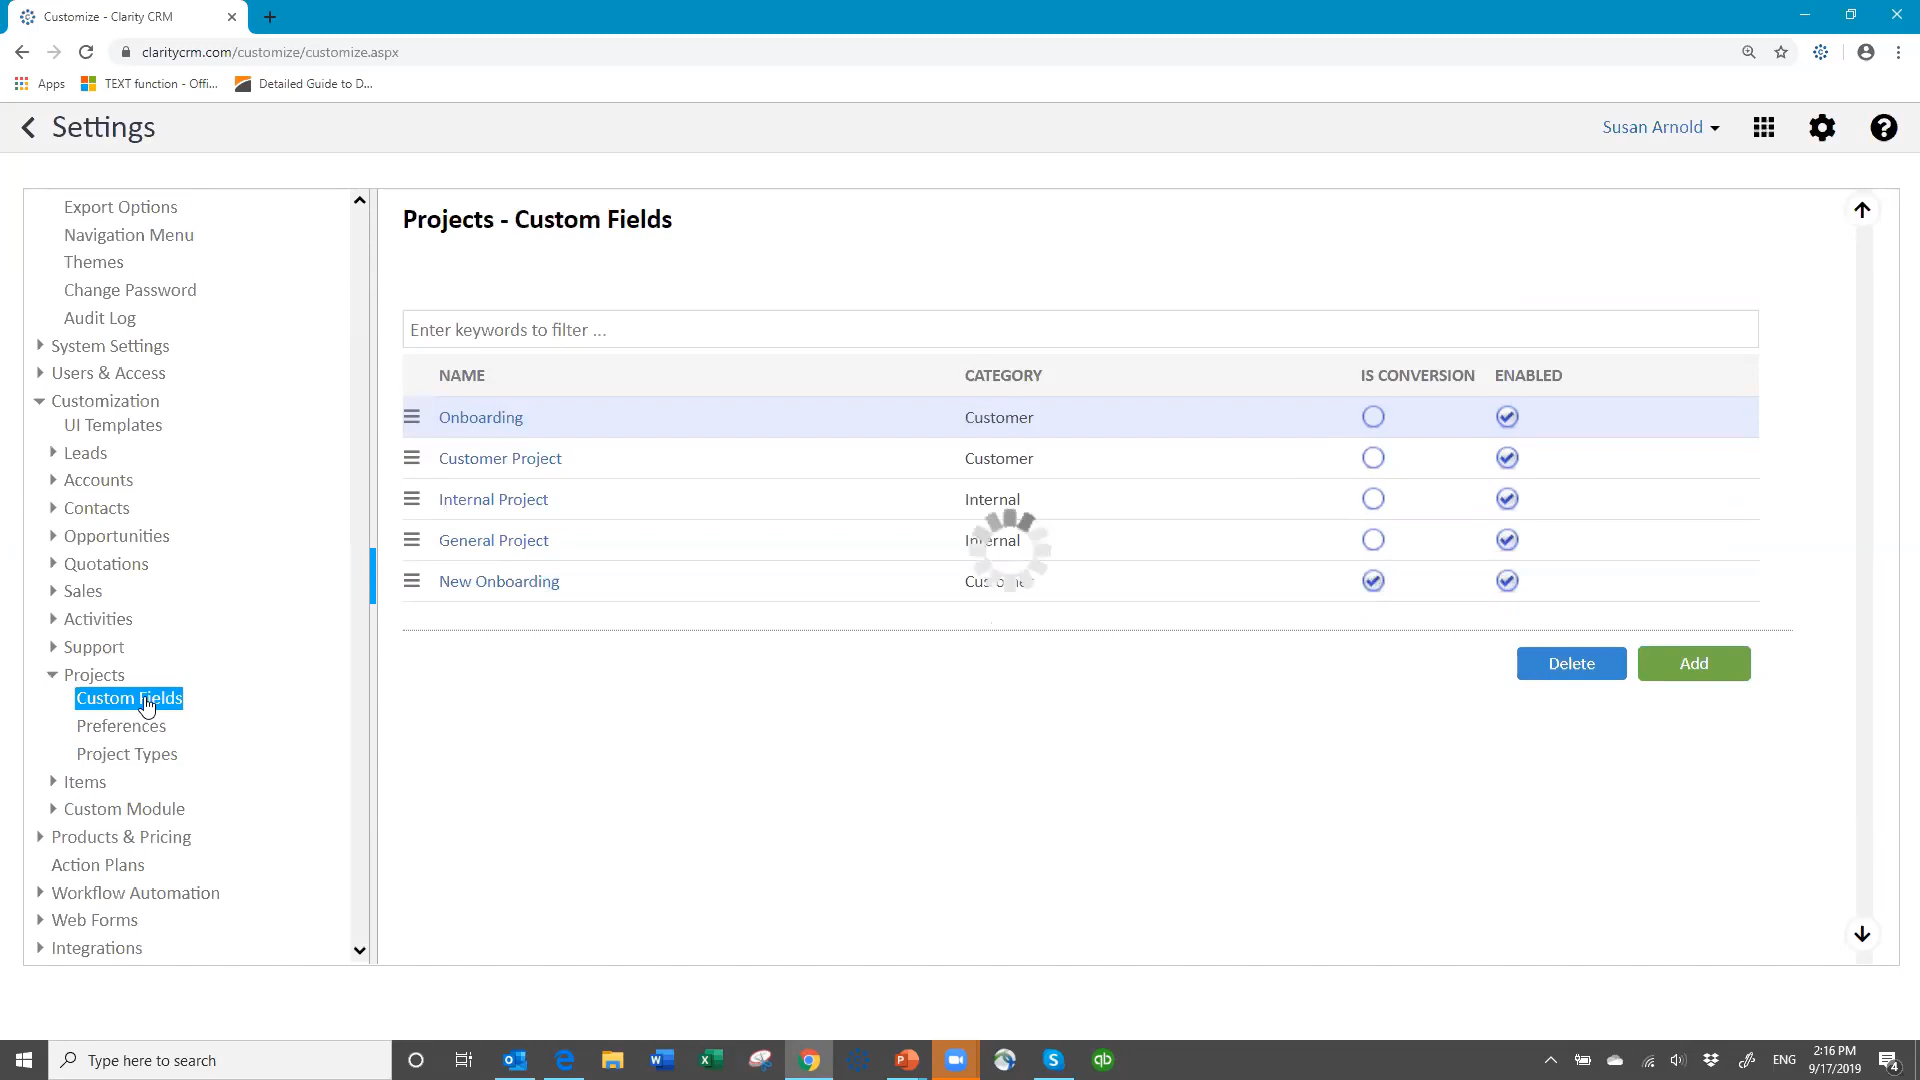 Customize - Clarity CRM
claritycrm.com/customize/customize.aspx
Apps
TEXT function - Offi...
Detailed Guide to D...
Settings
Susan Arnold
Export Options
Navigation Menu
Themes
Change Password
Audit Log
System Settings
Users & Access
Customization
UI Templates
Leads
Accounts
Contacts
Opportunities
Quotations
Sales
Activities
Support
Projects
Custom Fields
Preferences
Project Types
Items
Custom Module
Products & Pricing
Action Plans
Workflow Automation
Web Forms
Integrations
Projects - Custom Fields
Enter keywords to filter ...
NAME CATEGORY IS CONVERSION ENABLED
Onboarding Customer
Customer Project Customer
Internal Project Internal
General Project Internal
New Onboarding Customer
Delete Add
Type here to search
ENG
2:16 PM
9/17/2019
4